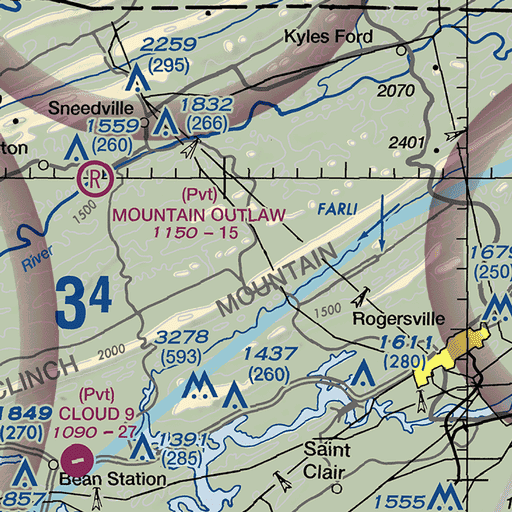 2259
(295)
Kyles Ford
2070
Sneedville
1832
(266)
1559
(260)
2401
ton
R
1500
(Pvt)
MOUNTAIN OUTLAW
1150 - 15
FARLI
River
MOUNTAIN
1679
(250)
34
1500
Rogersville
1611
(280)
3278
(593)
1437
(260)
2000
CLINCH
(Pvt)
CLOUD 9
1090 - 27
1849
(270)
1391
(285)
Saint
Clair
Bean Station
857
1555